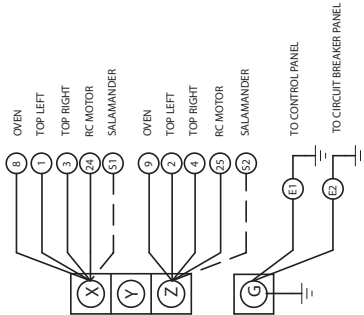 OVEN
TOP LEFT
TOP RIGHT
RC MOTOR
SALAMANDER
OVEN
TOP LEFT
TOP RIGHT
RC MOTOR
SALAMANDER
TO CONTROL PANEL
TO CIRCUIT BREAKER PANEL
8
1
3
24
S1
9
2
4
25
S2
E1
E2
X
Y
Z
G